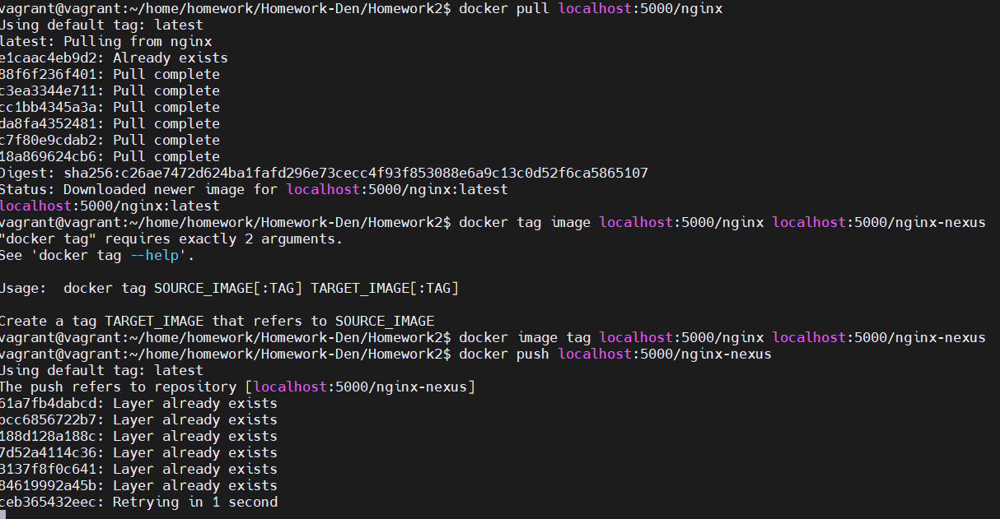 vagrant@vagrant:~/home/homework/Homework-Den/Homework2$ docker pull localhost:5000/nginx
Using default tag: latest
latest: Pulling from nginx
e1caac4eb9d2: Already exists
88f6f236f401: Pull complete
c3ea3344e711: Pull complete
cc1bb4345a3a: Pull complete
da8fa4352481: Pull complete
c7f80e9cdab2: Pull complete
18a869624cb6: Pull complete
Digest: sha256:c26ae7472d624ba1fafd296e73cecc4f93f853088e6a9c13c0d52f6ca5865107
Status: Downloaded newer image for localhost:5000/nginx:latest
localhost:5000/nginx:latest
vagrant@vagrant:~/home/homework/Homework-Den/Homework2$ docker tag image localhost:5000/nginx localhost:5000/nginx-nexus
"docker tag" requires exactly 2 arguments.
See 'docker tag --help'.
Usage:  docker tag SOURCE_IMAGE[:TAG] TARGET_IMAGE[:TAG]
Create a tag TARGET_IMAGE that refers to SOURCE_IMAGE
vagrant@vagrant:~/home/homework/Homework-Den/Homework2$ docker image tag localhost:5000/nginx localhost:5000/nginx-nexus
vagrant@vagrant:~/home/homework/Homework-Den/Homework2$ docker push localhost:5000/nginx-nexus
Using default tag: latest
The push refers to repository [localhost:5000/nginx-nexus]
61a7fb4dabcd: Layer already exists
bcc6856722b7: Layer already exists
188d128a188c: Layer already exists
7d52a4114c36: Layer already exists
3137f8f0c641: Layer already exists
84619992a45b: Layer already exists
ceb365432eec: Retrying in 1 second